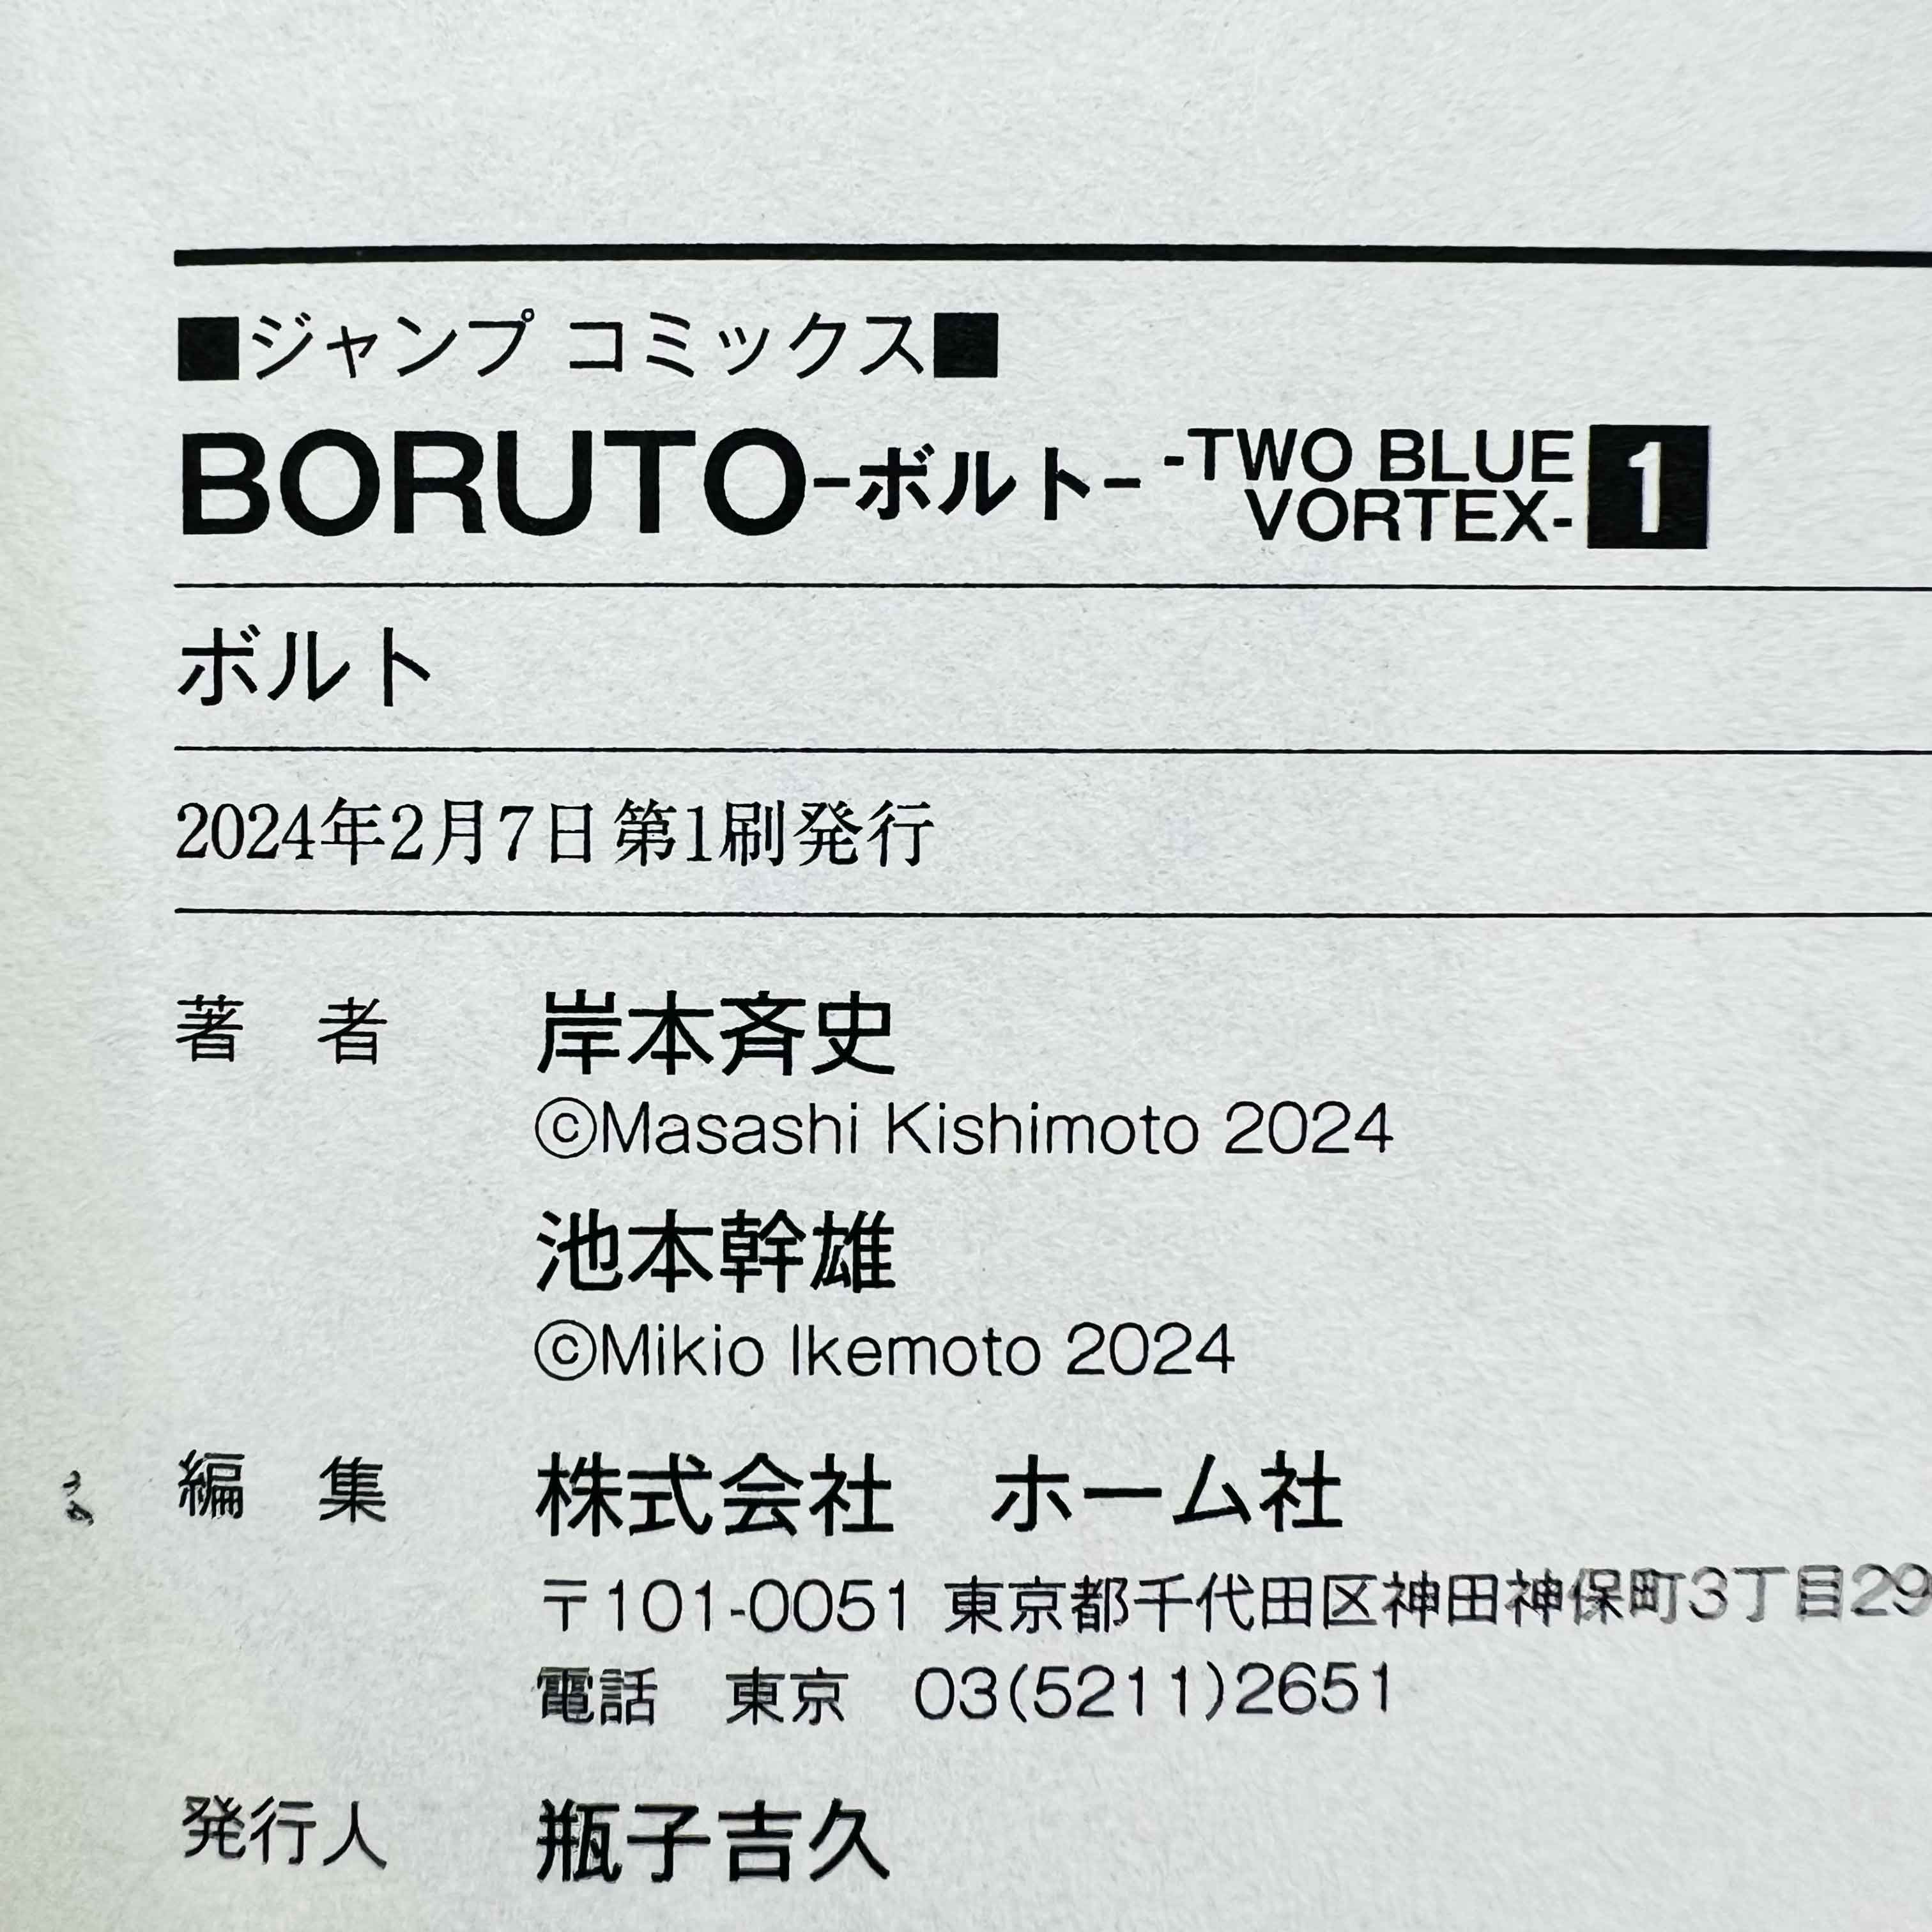 ■ジャンプ コミックス■
BORUTO-ボルト- -TWO BLUE VORTEX- 1
ボルト
2024年2月7日第1刷発行
著 者 岸本斉史
©Masashi Kishimoto 2024
池本幹雄
©Mikio Ikemoto 2024
編 集 株式会社 ホーム社
〒101-0051 東京都千代田区神田神保町3丁目29
電話 東京 03(5211)2651
発行人 瓶子吉久